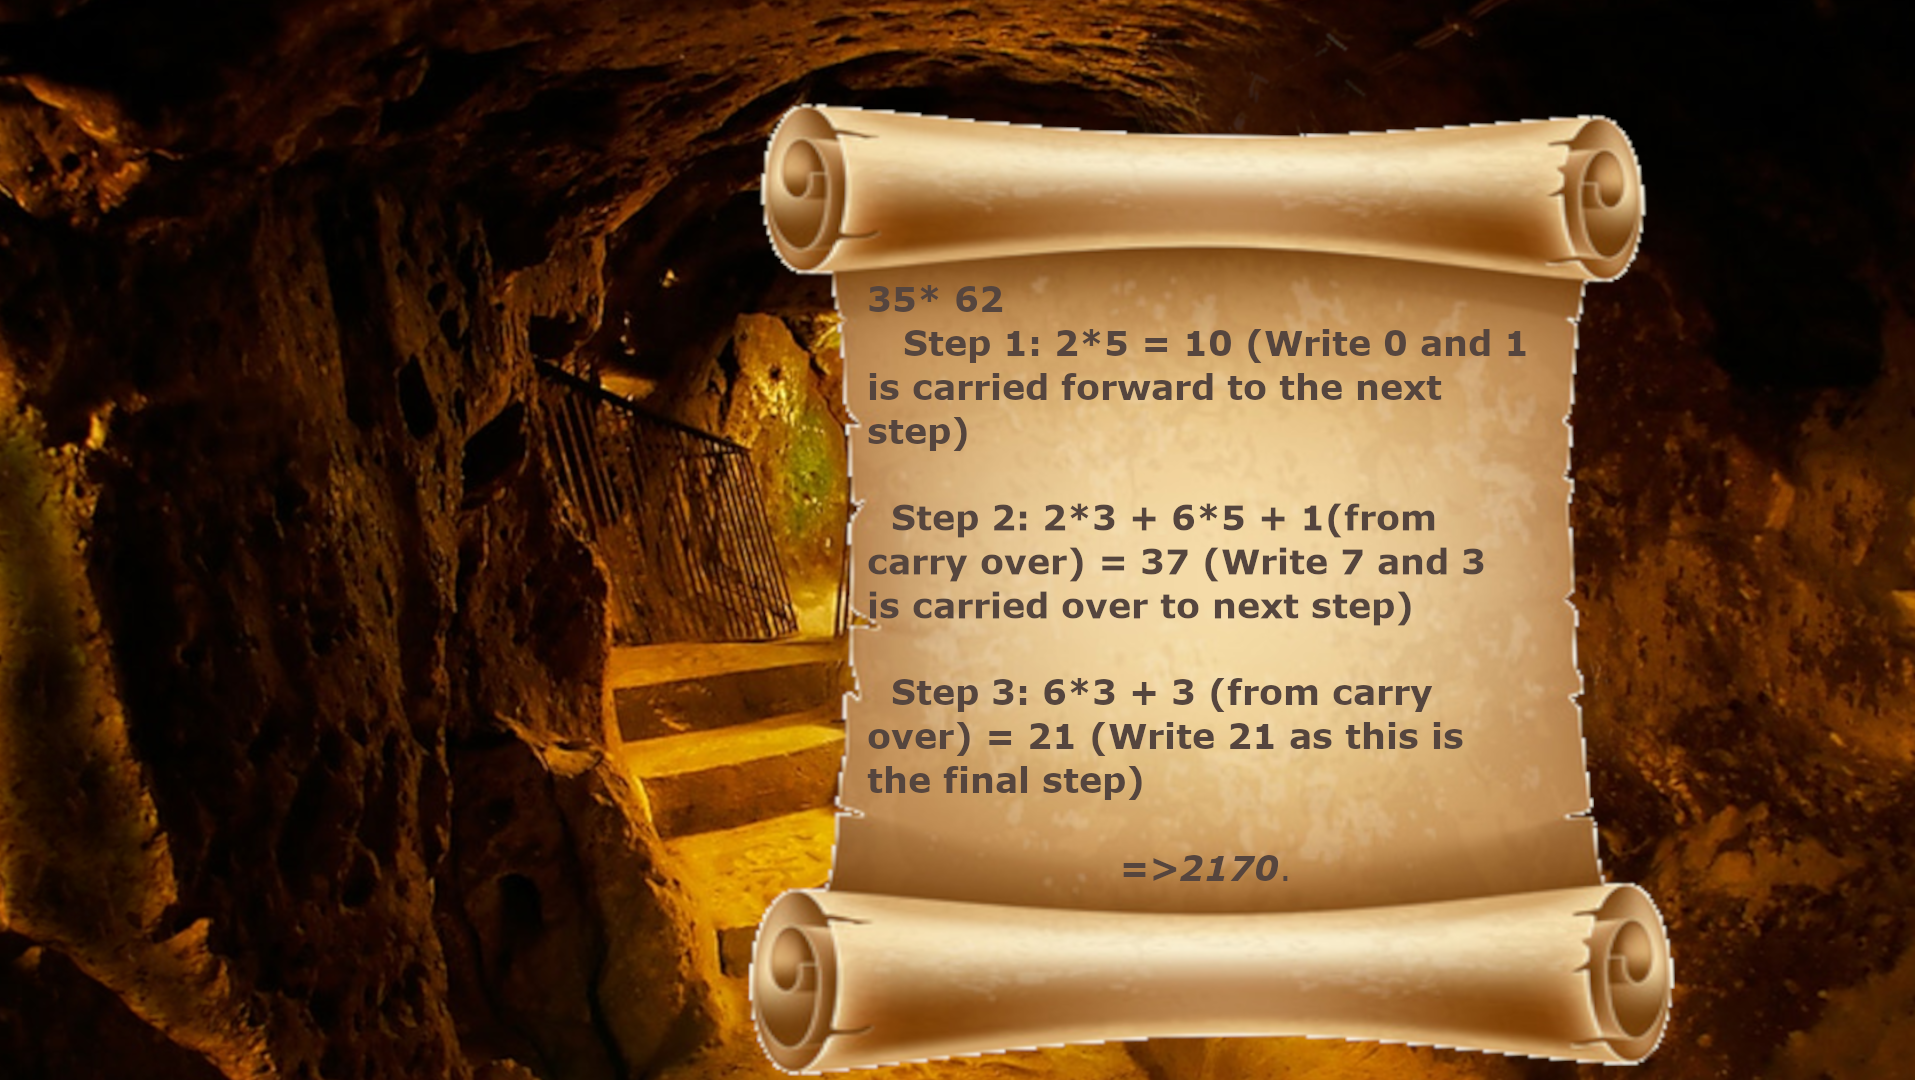 35* 62
Step 1: 2*5 = 10 (Write 0 and 1
is carried forward to the next
step)
Step 2: 2*3 + 6*5 + 1(from
carry over) = 37 (Write 7 and 3
is carried over to next step)
Step 3: 6*3 + 3 (from carry
over) = 21 (Write 21 as this is
the final step)
=>2170.